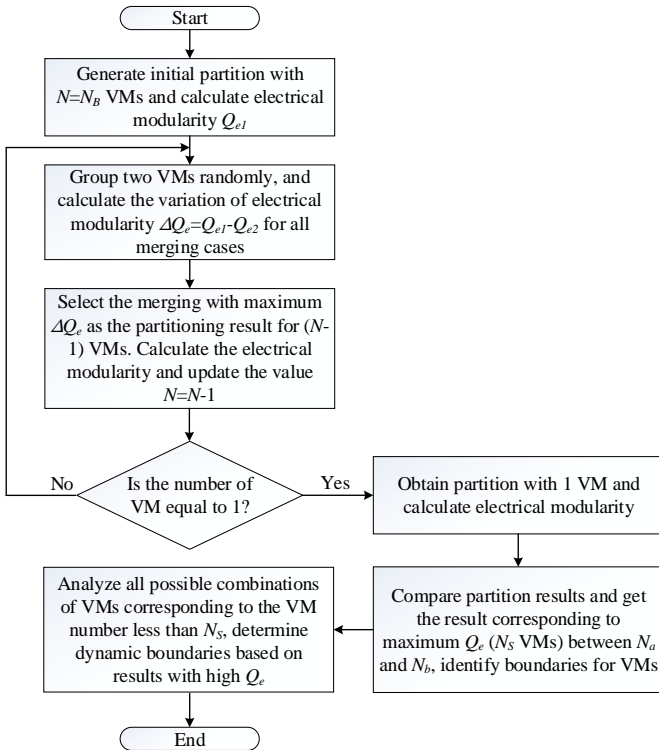 Start
Generate initial partition with
N=N_B VMs and calculate electrical
modularity Q_e1
Group two VMs randomly, and
calculate the variation of electrical
modularity ΔQ_e=Q_e1-Q_e2 for all
merging cases
Select the merging with maximum
ΔQ_e as the partitioning result for (N-
1) VMs. Calculate the electrical
modularity and update the value
N=N-1
No
Is the number of
VM equal to 1?
Yes
Obtain partition with 1 VM and
calculate electrical modularity
Compare partition results and get
the result corresponding to
maximum Q_e (N_S VMs) between N_a
and N_b, identify boundaries for VMs
Analyze all possible combinations
of VMs corresponding to the VM
number less than N_S, determine
dynamic boundaries based on
results with high Q_e
End